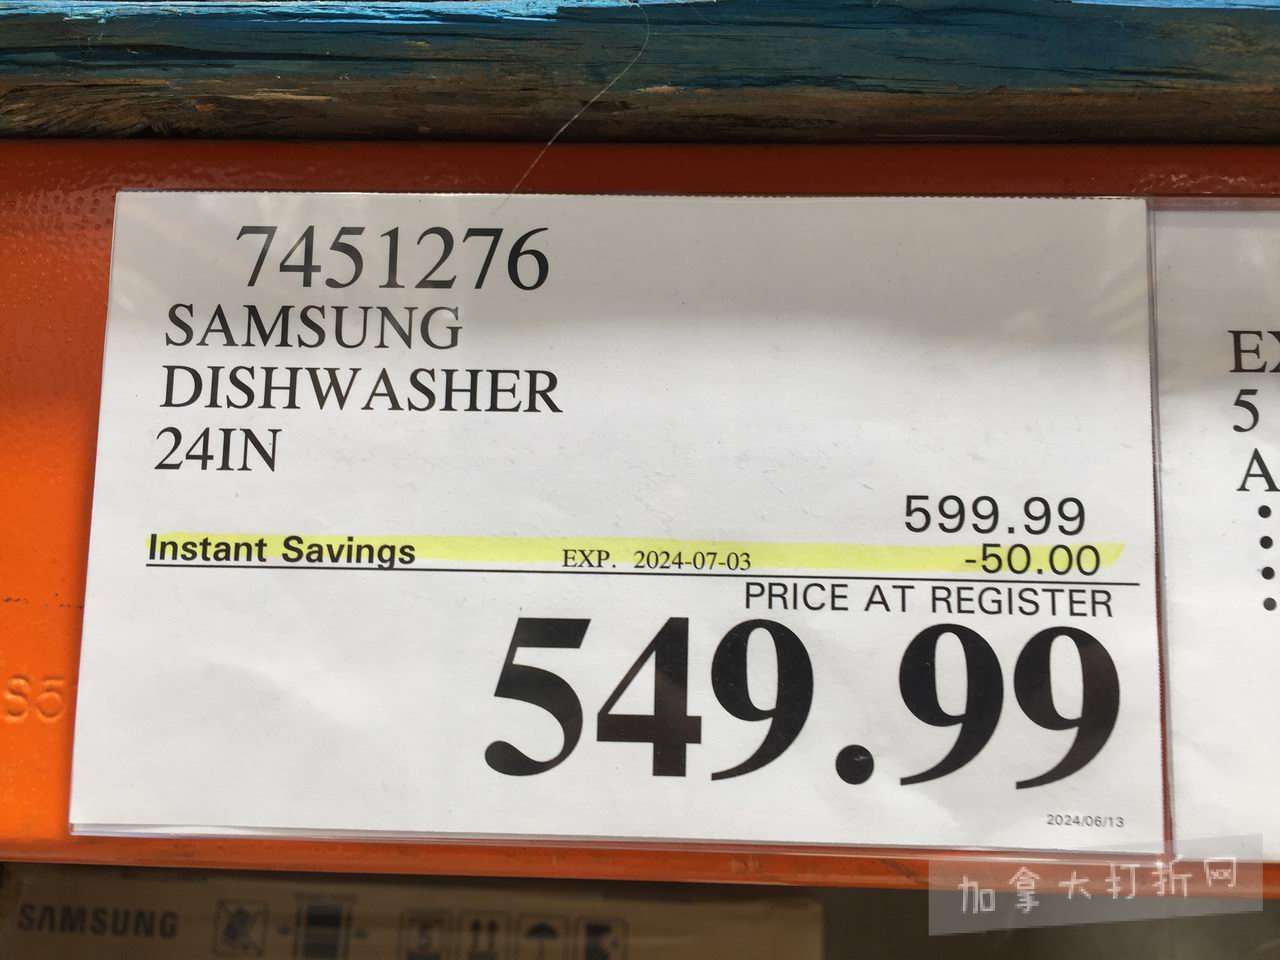 7451276
SAMSUNG
DISHWASHER
24IN
599.99
Instant Savings EXP. 2024-07-03 -50.00
PRICE AT REGISTER
549.99
2024/06/13
5
A
S5
SAMSUNG
加拿大打折网